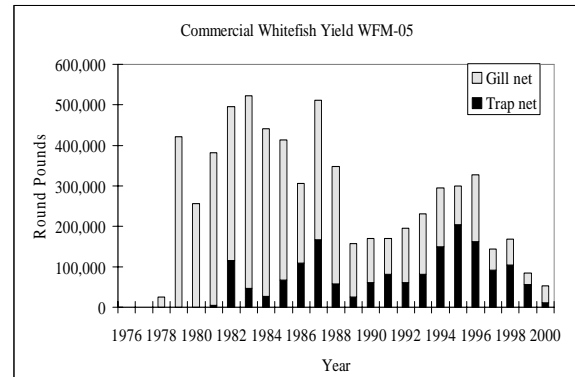 Commercial Whitefish Yield WFM-05
600,000
500,000
400,000
300,000
200,000
100,000
0
Round Pounds
Gill net
Trap net
1976 1978 1980 1982 1984 1986 1988 1990 1992 1994 1996 1998 2000
Year